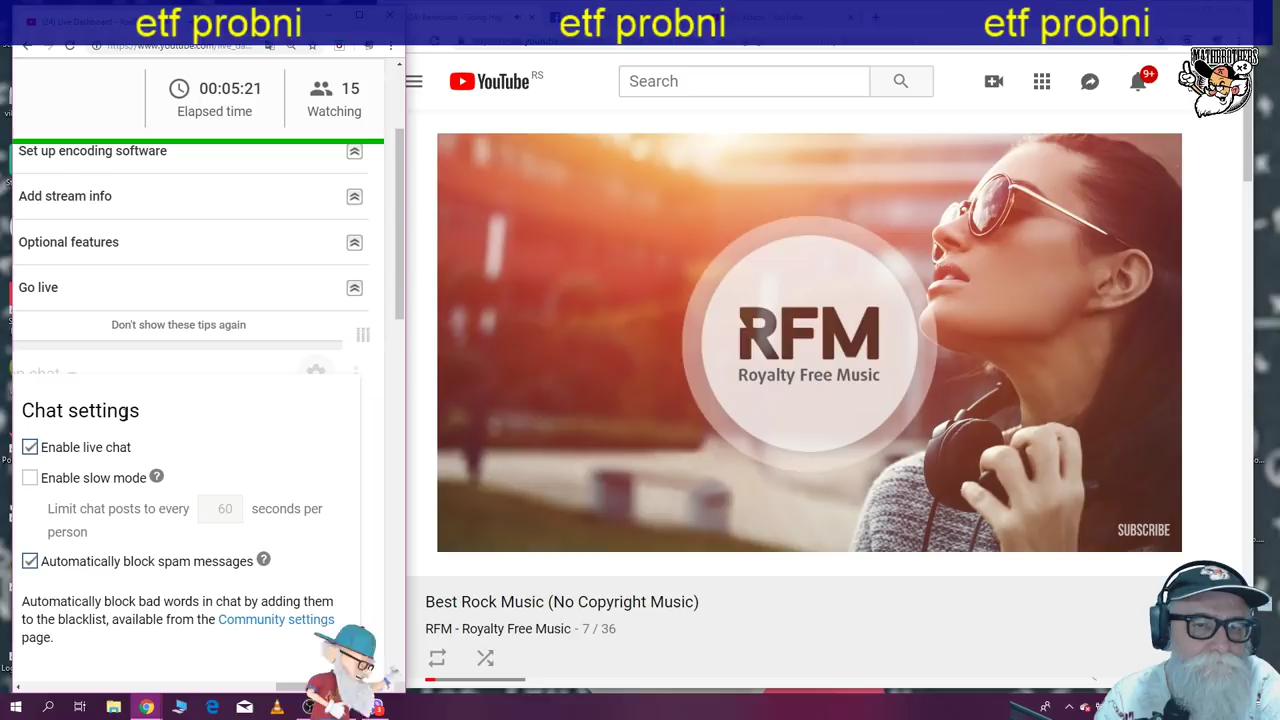 etf probni etf probni etf probni
(24) Live Dashboard
00:05:21
Elapsed time
15
Watching
Set up encoding software
Add stream info
Optional features
Go live
Don't show these tips again
Chat settings
Enable live chat
Enable slow mode
Limit chat posts to every 60 seconds per
person
Automatically block spam messages
Automatically block bad words in chat by adding them
to the blacklist, available from the Community settings
page.
YouTube RS
Search
9+
MATHBROTHERS
RFM
Royalty Free Music
SUBSCRIBE
Best Rock Music (No Copyright Music)
RFM - Royalty Free Music - 7 / 36